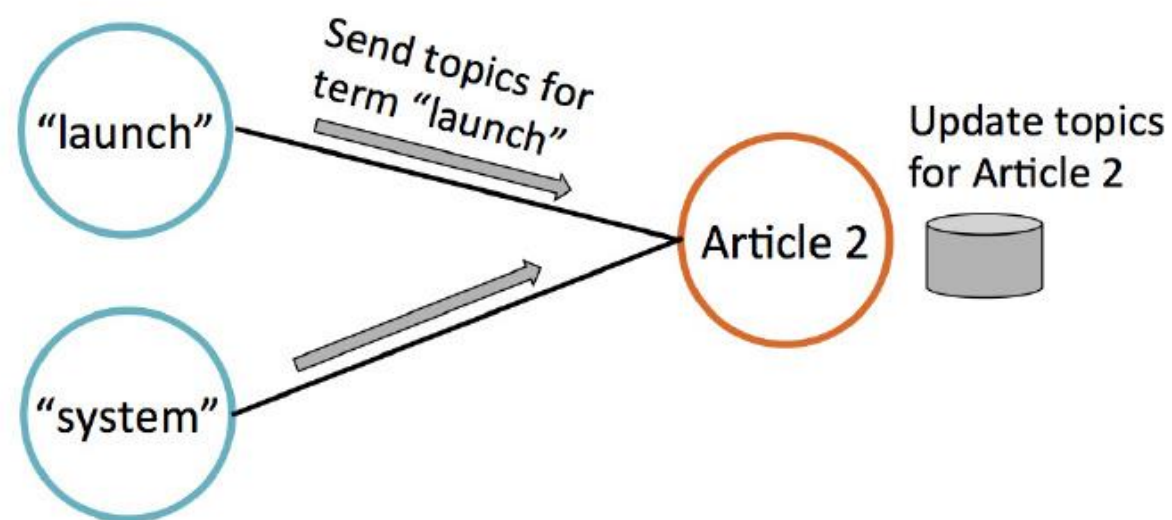 Send topics for
term “launch”
“launch”
Update topics
for Article 2
Article 2
“system”